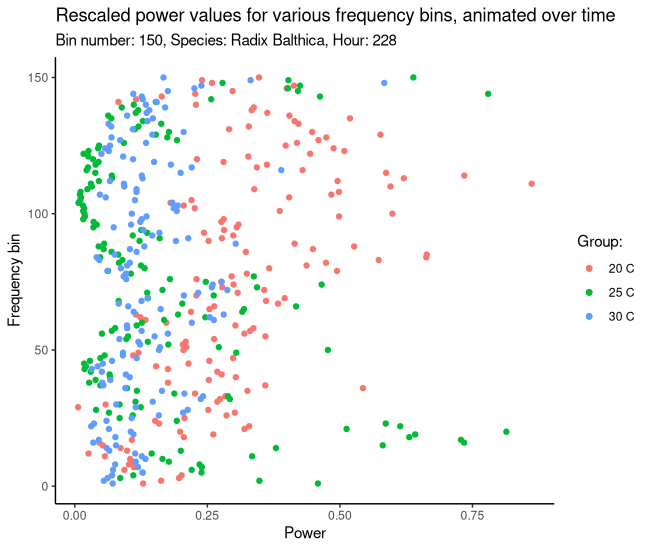 Rescaled power values for various frequency bins, animated over time
Bin number: 150, Species: Radix Balthica, Hour: 228
150
100
50
0
Frequency bin
0.00
0.25
0.50
0.75
Power
Group:
20 C
25 C
30 C